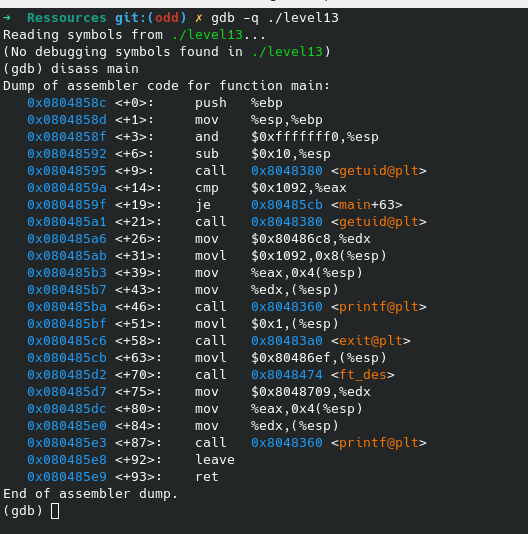 → Ressources git:(odd) ✗ gdb -q ./level13
Reading symbols from ./level13...
(No debugging symbols found in ./level13)
(gdb) disass main
Dump of assembler code for function main:
0x0804858c <+0>: push %ebp
0x0804858d <+1>: mov %esp,%ebp
0x0804858f <+3>: and $0xfffffff0,%esp
0x08048592 <+6>: sub $0x10,%esp
0x08048595 <+9>: call 0x8048380 <getuid@plt>
0x0804859a <+14>: cmp $0x1092,%eax
0x0804859f <+19>: je 0x80485cb <main+63>
0x080485a1 <+21>: call 0x8048380 <getuid@plt>
0x080485a6 <+26>: mov $0x80486c8,%edx
0x080485ab <+31>: movl $0x1092,0x8(%esp)
0x080485b3 <+39>: mov %eax,0x4(%esp)
0x080485b7 <+43>: mov %edx,(%esp)
0x080485ba <+46>: call 0x8048360 <printf@plt>
0x080485bf <+51>: movl $0x1,(%esp)
0x080485c6 <+58>: call 0x80483a0 <exit@plt>
0x080485cb <+63>: movl $0x80486ef,(%esp)
0x080485d2 <+70>: call 0x8048474 <ft_des>
0x080485d7 <+75>: mov $0x8048709,%edx
0x080485dc <+80>: mov %eax,0x4(%esp)
0x080485e0 <+84>: mov %edx,(%esp)
0x080485e3 <+87>: call 0x8048360 <printf@plt>
0x080485e8 <+92>: leave
0x080485e9 <+93>: ret
End of assembler dump.
(gdb)